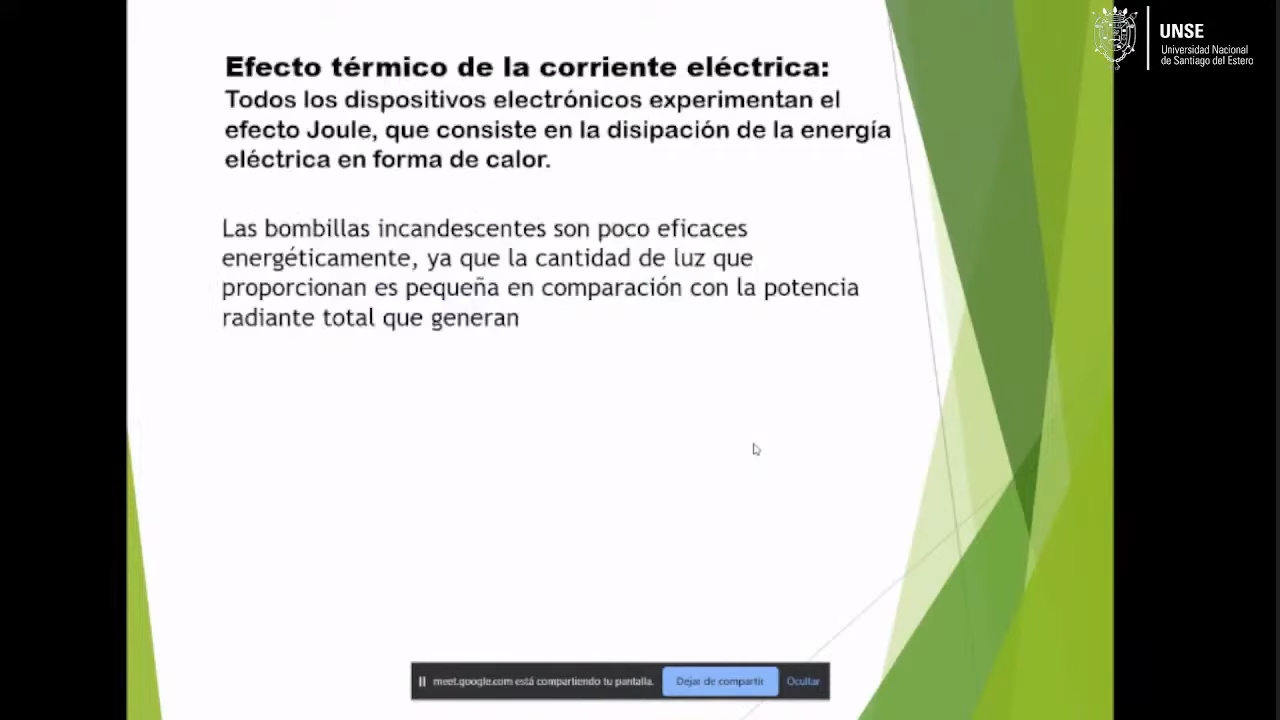 UNSE
Universidad Nacional
de Santiago del Estero
Efecto térmico de la corriente eléctrica:
Todos los dispositivos electrónicos experimentan el
efecto Joule, que consiste en la disipación de la energía
eléctrica en forma de calor.
Las bombillas incandescentes son poco eficaces
energéticamente, ya que la cantidad de luz que
proporcionan es pequeña en comparación con la potencia
radiante total que generan
meet.google.com está compartiendo tu pantalla.
Dejar de compartir
Ocultar